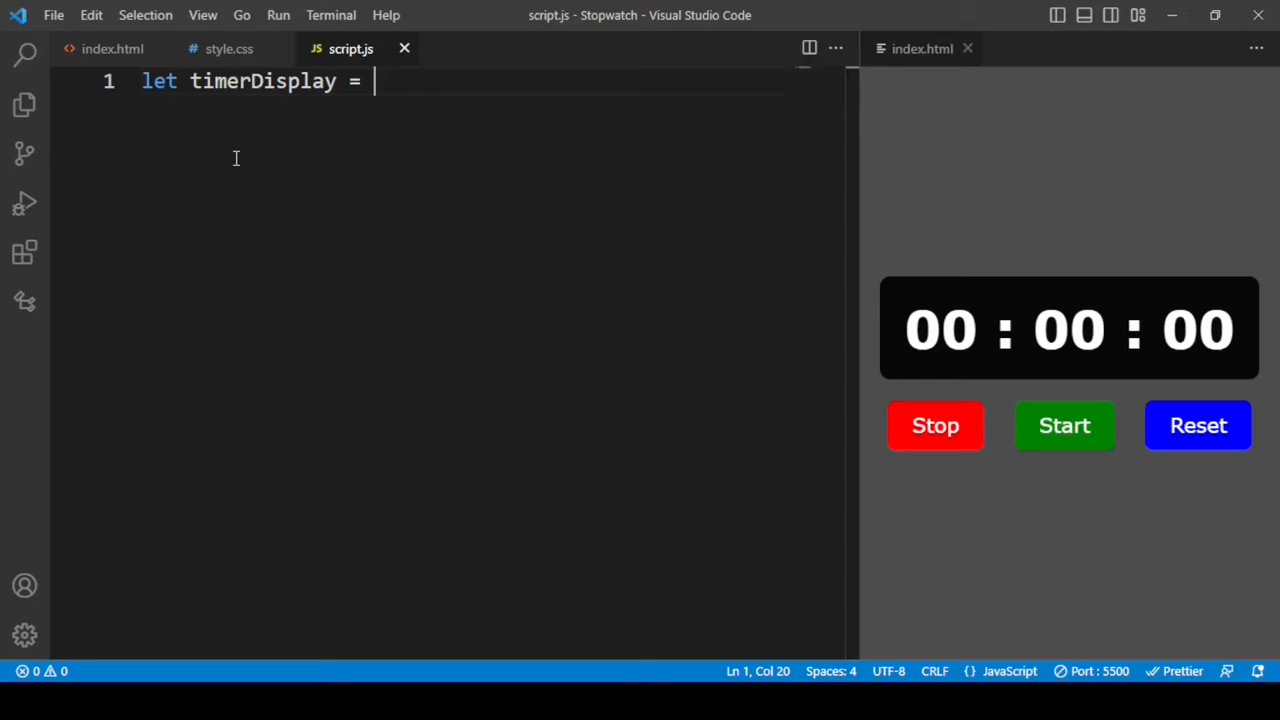 File Edit Selection View Go Run Terminal Help script.js - Stopwatch - Visual Studio Code
<> index.html # style.css JS script.js index.html
1 let timerDisplay =
00 : 00 : 00
Stop Start Reset
0 0 Ln 1, Col 20 Spaces: 4 UTF-8 CRLF {} JavaScript Port : 5500 Prettier